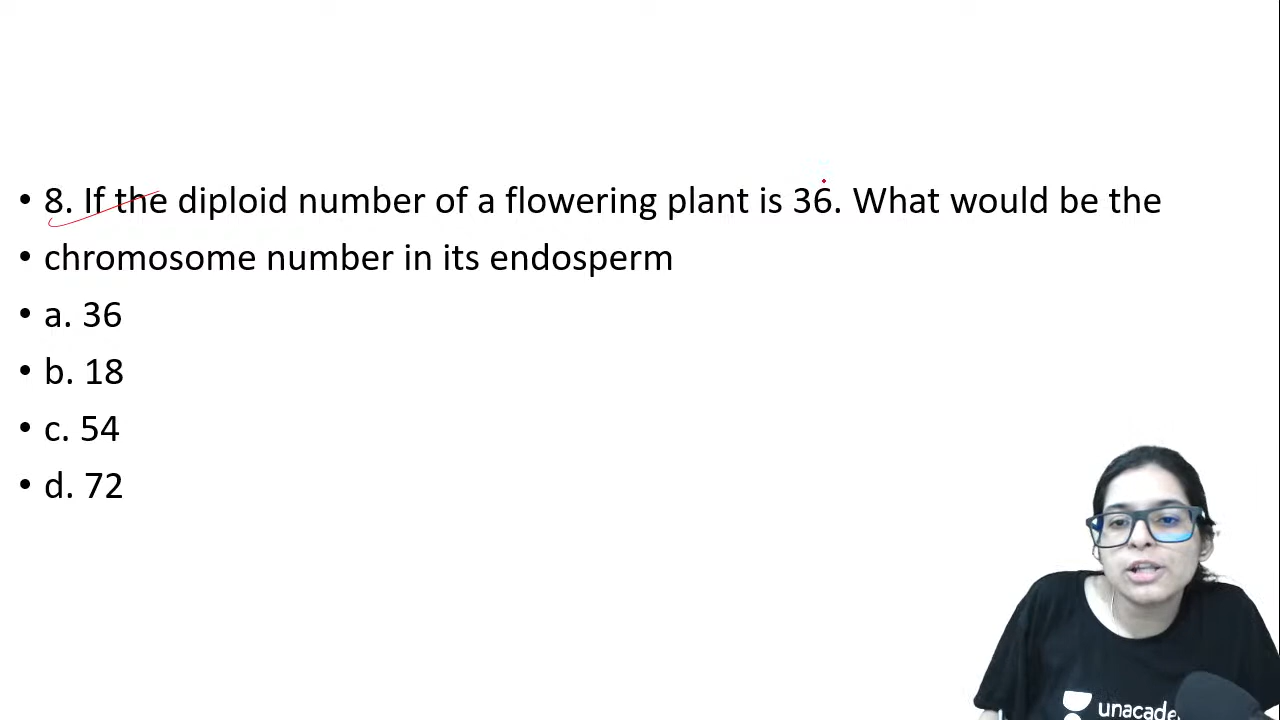 • 8. If the diploid number of a flowering plant is 36. What would be the
• chromosome number in its endosperm
• a. 36
• b. 18
• c. 54
• d. 72
unacade